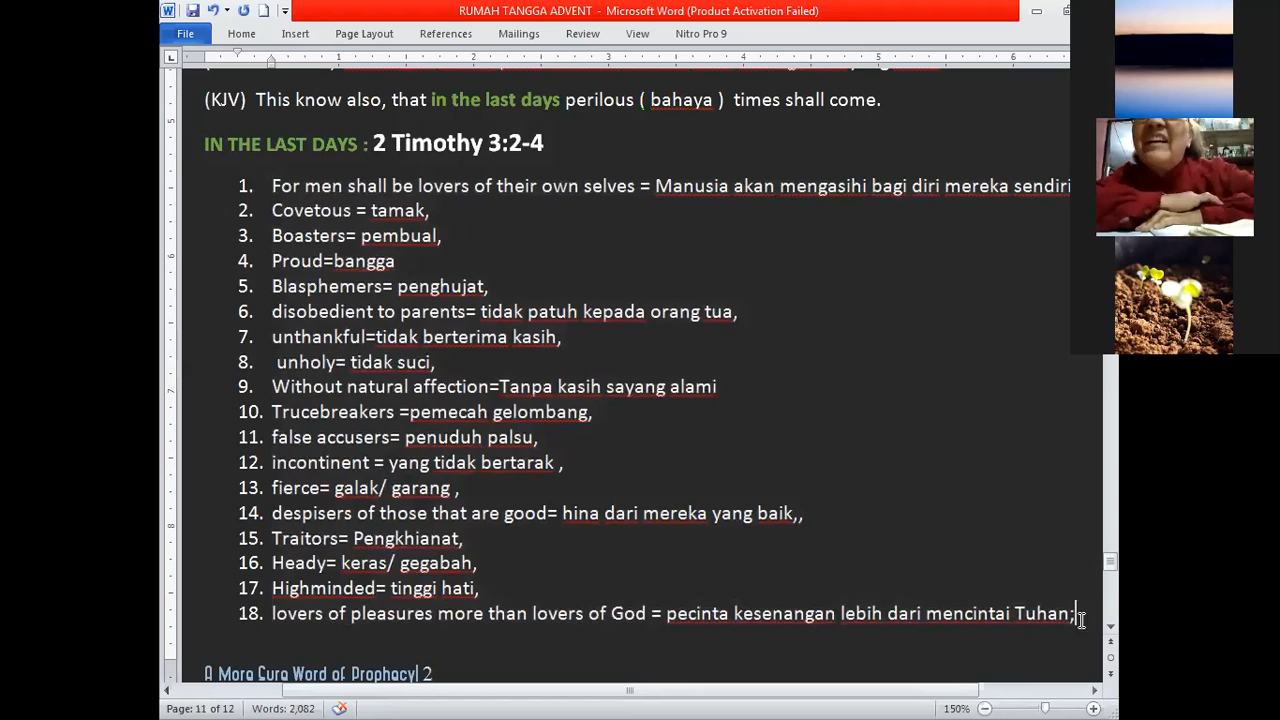 RUMAH TANGGA ADVENT - Microsoft Word (Product Activation Failed)
File Home Insert Page Layout References Mailings Review View Nitro Pro 9
1 2 3 4 5 6
(KJV) This know also, that in the last days perilous ( bahaya ) times shall come.
IN THE LAST DAYS : 2 Timothy 3:2-4
1. For men shall be lovers of their own selves = Manusia akan mengasihi bagi diri mereka sendiri
2. Covetous = tamak,
3. Boasters= pembual,
4. Proud=bangga
5. Blasphemers= penghujat,
6. disobedient to parents= tidak patuh kepada orang tua,
7. unthankful=tidak berterima kasih,
8. unholy= tidak suci,
9. Without natural affection=Tanpa kasih sayang alami
10. Trucebreakers =pemecah gelombang,
11. false accusers= penuduh palsu,
12. incontinent = yang tidak bertarak ,
13. fierce= galak/ garang ,
14. despisers of those that are good= hina dari mereka yang baik,,
15. Traitors= Pengkhianat,
16. Heady= keras/ gegabah,
17. Highminded= tinggi hati,
18. lovers of pleasures more than lovers of God = pecinta kesenangan lebih dari mencintai Tuhan;
A More Sure Word of Prophacy| 2
Page: 11 of 12 Words: 2,082 150%